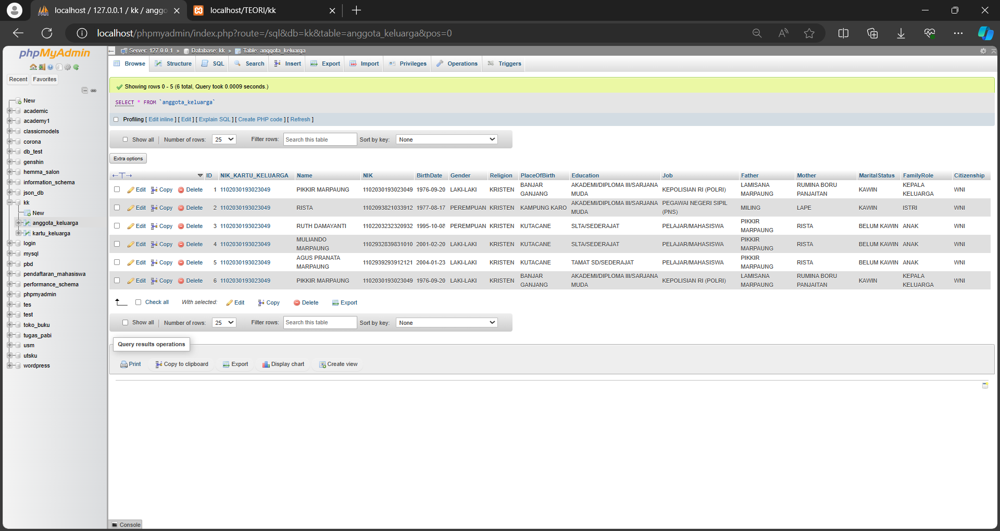 localhost / 127.0.0.1 / kk / anggo
localhost/TEORI/kk
localhost/phpmyadmin/index.php?route=/sql&db=kk&table=anggota_keluarga&pos=0
phpMyAdmin
Recent Favorites
New
academic
academy1
classicmodels
corona
db_test
genshin
hemma_salon
information_schema
json_db
kk
New
anggota_keluarga
kartu_keluarga
login
mysql
pbd
pendaftaran_mahasiswa
performance_schema
phpmyadmin
tes
test
toko_buku
tugas_pabi
usm
utsku
wordpress
Server: 127.0.0.1 » Database: kk » Table: anggota_keluarga
Browse Structure SQL Search Insert Export Import Privileges Operations Triggers
Showing rows 0 - 5 (6 total, Query took 0.0009 seconds.)
SELECT * FROM `anggota_keluarga`
Profiling [ Edit inline ] [ Edit ] [ Explain SQL ] [ Create PHP code ] [ Refresh ]
Show all Number of rows: 25 Filter rows: Search this table Sort by key: None
Extra options
←T→ ID NIK_KARTU_KELUARGA Name NIK BirthDate Gender Religion PlaceOfBirth Education Job Father Mother MaritalStatus FamilyRole Citizenship
Edit Copy Delete 1 1102030193023049 PIKKIR MARPAUNG 1102030193023049 1976-09-20 LAKI-LAKI KRISTEN BANJAR GANJANG AKADEMI/DIPLOMA III/SARJANA MUDA KEPOLISIAN RI (POLRI) LAMISANA MARPAUNG RUMINA BORU PANJAITAN KAWIN KEPALA KELUARGA WNI
Edit Copy Delete 2 1102030193023049 RISTA 1102093821033912 1977-08-17 PEREMPUAN KRISTEN KAMPUNG KARO AKADEMI/DIPLOMA III/SARJANA MUDA PEGAWAI NEGERI SIPIL (PNS) MILING LAPE KAWIN ISTRI WNI
Edit Copy Delete 3 1102030193023049 RUTH DAMAYANTI 1102203232320932 1995-10-08 PEREMPUAN KRISTEN KUTACANE SLTA/SEDERAJAT PELAJAR/MAHASISWA PIKKIR MARPAUNG RISTA BELUM KAWIN ANAK WNI
Edit Copy Delete 4 1102030193023049 MULIANDO MARPAUNG 1102932839831010 2001-02-20 LAKI-LAKI KRISTEN KUTACANE SLTA/SEDERAJAT PELAJAR/MAHASISWA PIKKIR MARPAUNG RISTA BELUM KAWIN ANAK WNI
Edit Copy Delete 5 1102030193023049 AGUS PRANATA MARPAUNG 1102939293912121 2004-01-23 LAKI-LAKI KRISTEN KUTACANE TAMAT SD/SEDERAJAT PELAJAR/MAHASISWA PIKKIR MARPAUNG RISTA BELUM KAWIN ANAK WNI
Edit Copy Delete 6 1102030193023049 PIKKIR MARPAUNG 1102030193023049 1976-09-20 LAKI-LAKI KRISTEN BANJAR GANJANG AKADEMI/DIPLOMA III/SARJANA MUDA KEPOLISIAN RI (POLRI) LAMISANA MARPAUNG RUMINA BORU PANJAITAN KAWIN KEPALA KELUARGA WNI
Check all With selected: Edit Copy Delete Export
Show all Number of rows: 25 Filter rows: Search this table Sort by key: None
Query results operations
Print Copy to clipboard Export Display chart Create view
Console